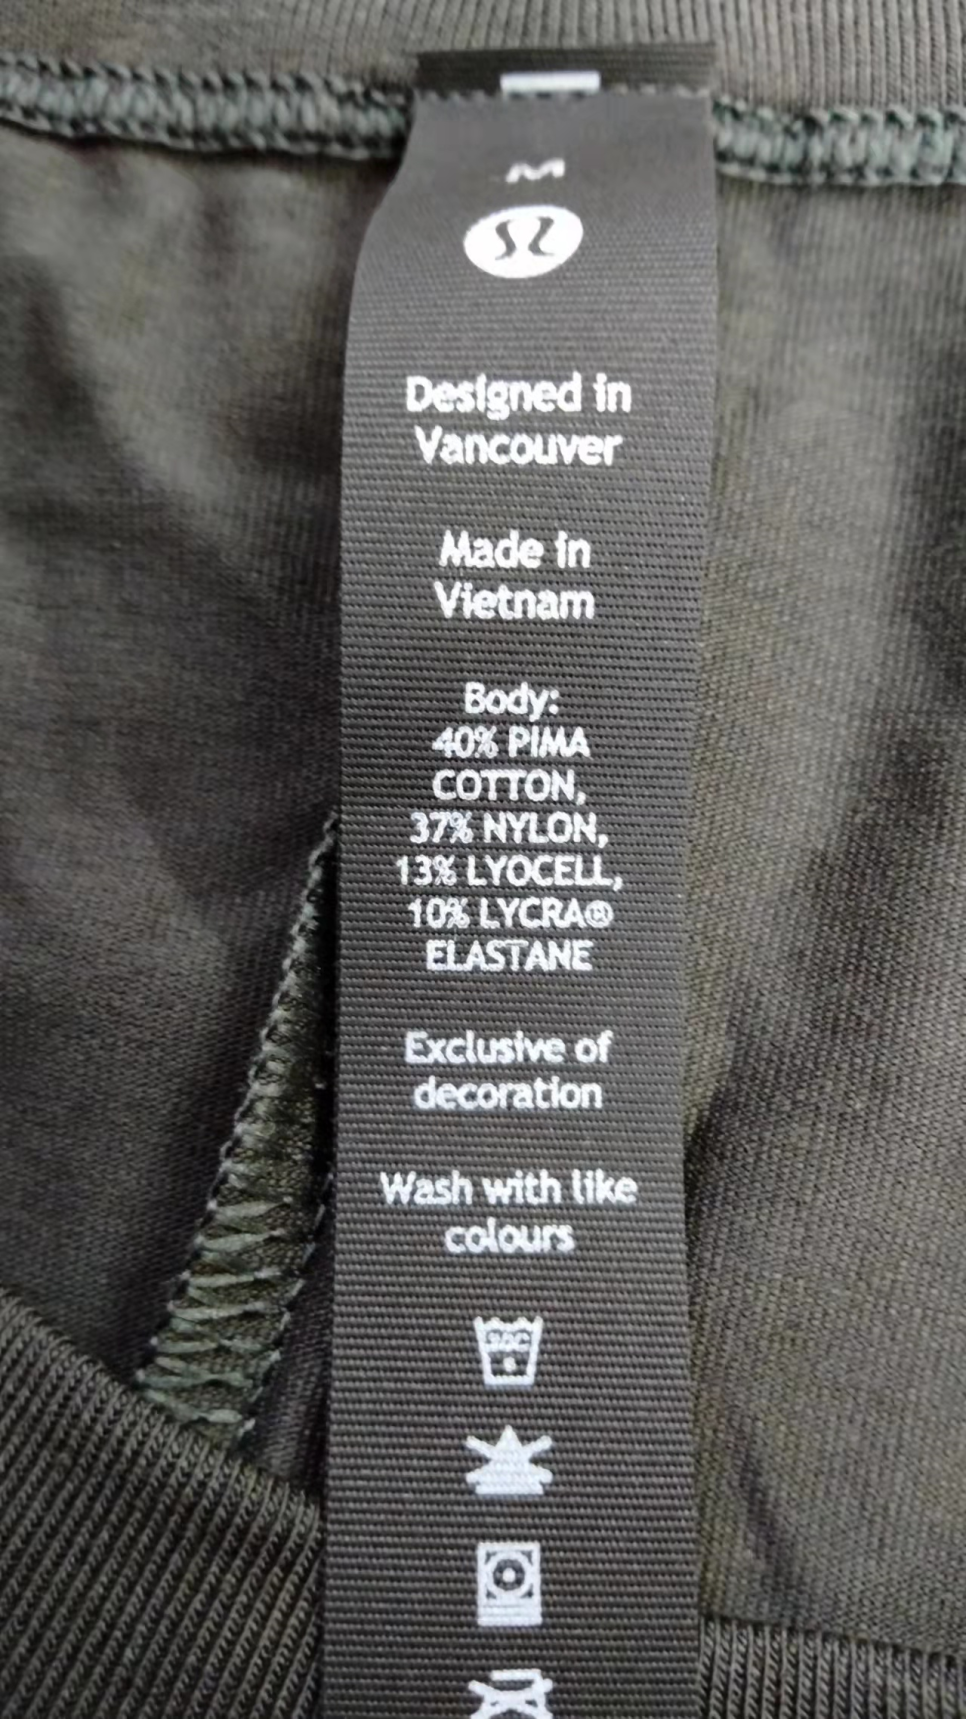 M
Designed in
Vancouver
Made in
Vietnam
Body:
40% PIMA
COTTON,
37% NYLON,
13% LYOCELL,
10% LYCRA®
ELASTANE
Exclusive of
decoration
Wash with like
colours